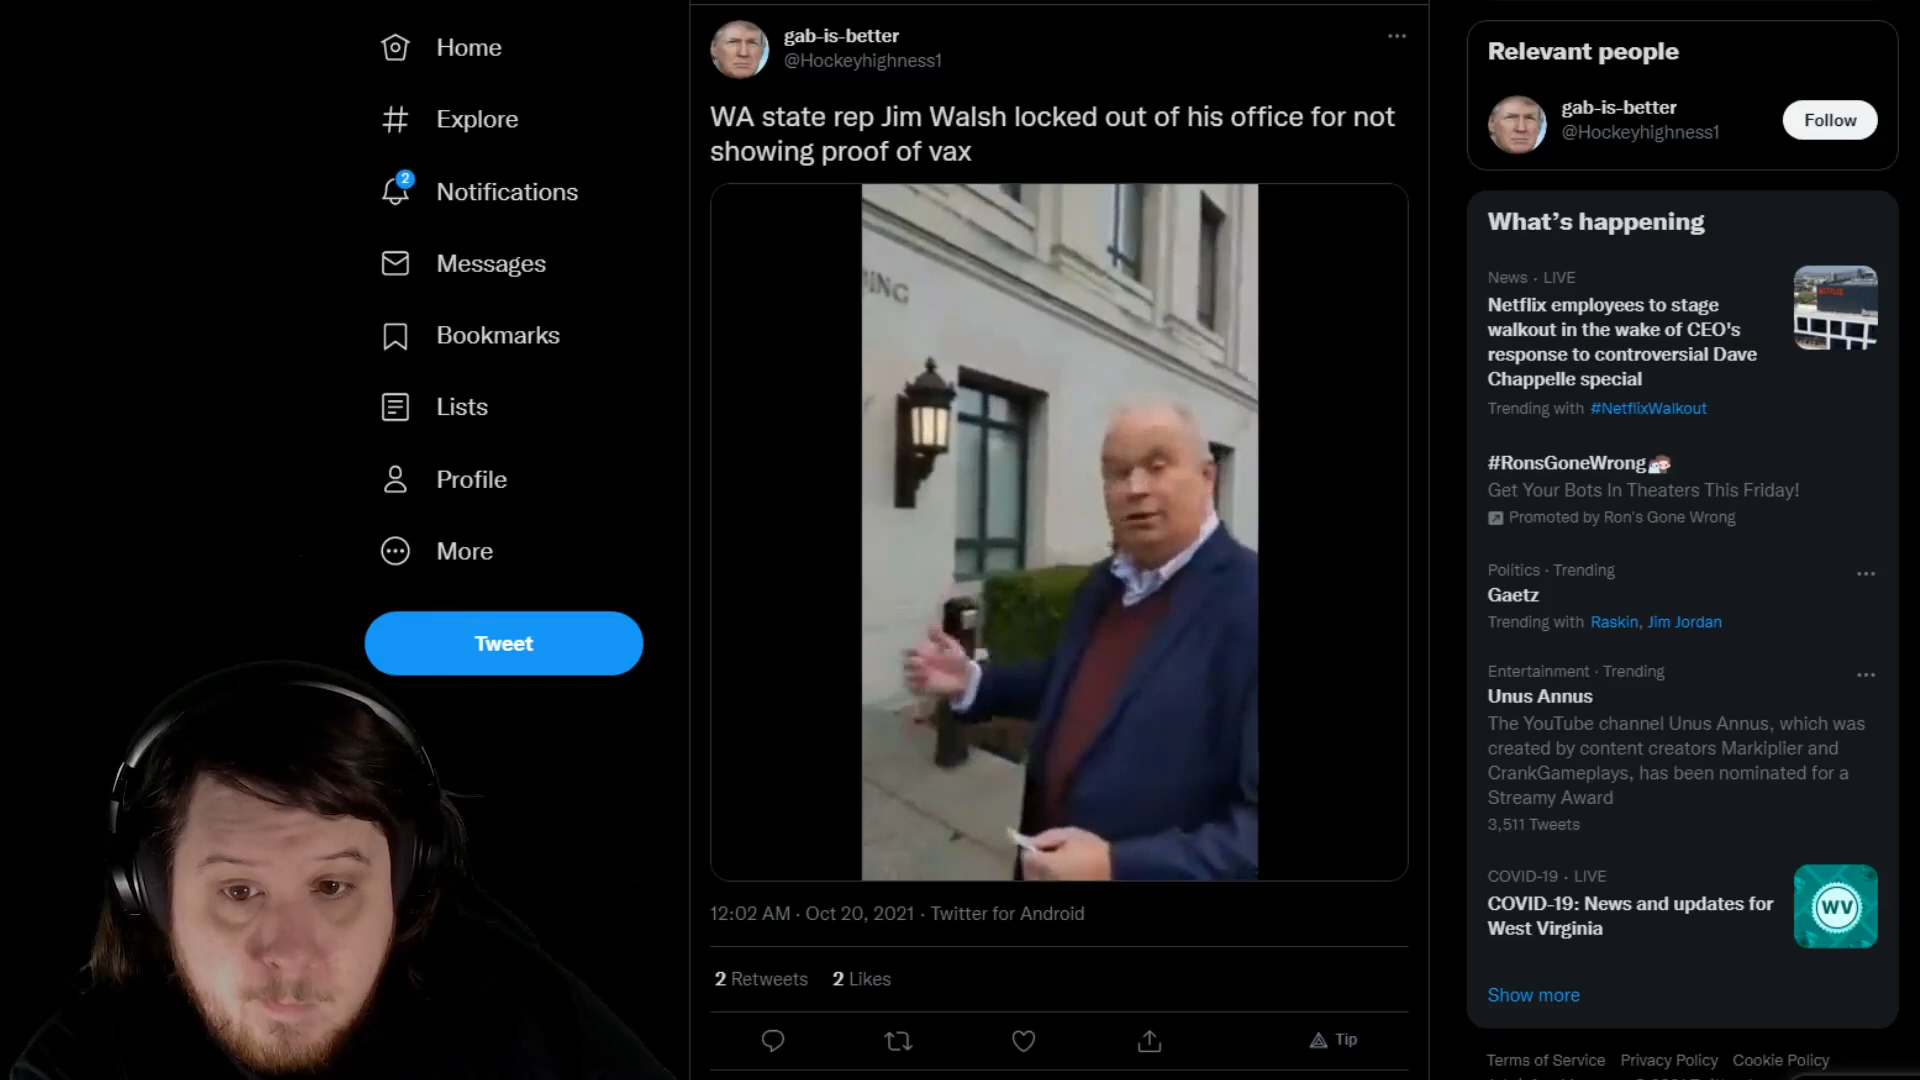 Home
Explore
2
Notifications
Messages
Bookmarks
Lists
Profile
More
Tweet
gab-is-better
@Hockeyhighness1
WA state rep Jim Walsh locked out of his office for not
showing proof of vax
ING
12:02 AM · Oct 20, 2021 · Twitter for Android
2 Retweets 2 Likes
Tip
Relevant people
gab-is-better
@Hockeyhighness1
Follow
What's happening
News · LIVE
Netflix employees to stage
walkout in the wake of CEO's
response to controversial Dave
Chappelle special
Trending with #NetflixWalkout
NETFLIX
#RonsGoneWrong
Get Your Bots In Theaters This Friday!
Promoted by Ron's Gone Wrong
Politics · Trending
Gaetz
Trending with Raskin, Jim Jordan
Entertainment · Trending
Unus Annus
The YouTube channel Unus Annus, which was
created by content creators Markiplier and
CrankGameplays, has been nominated for a
Streamy Award
3,511 Tweets
COVID-19 · LIVE
COVID-19: News and updates for
West Virginia
WV
Show more
Terms of Service Privacy Policy Cookie Policy